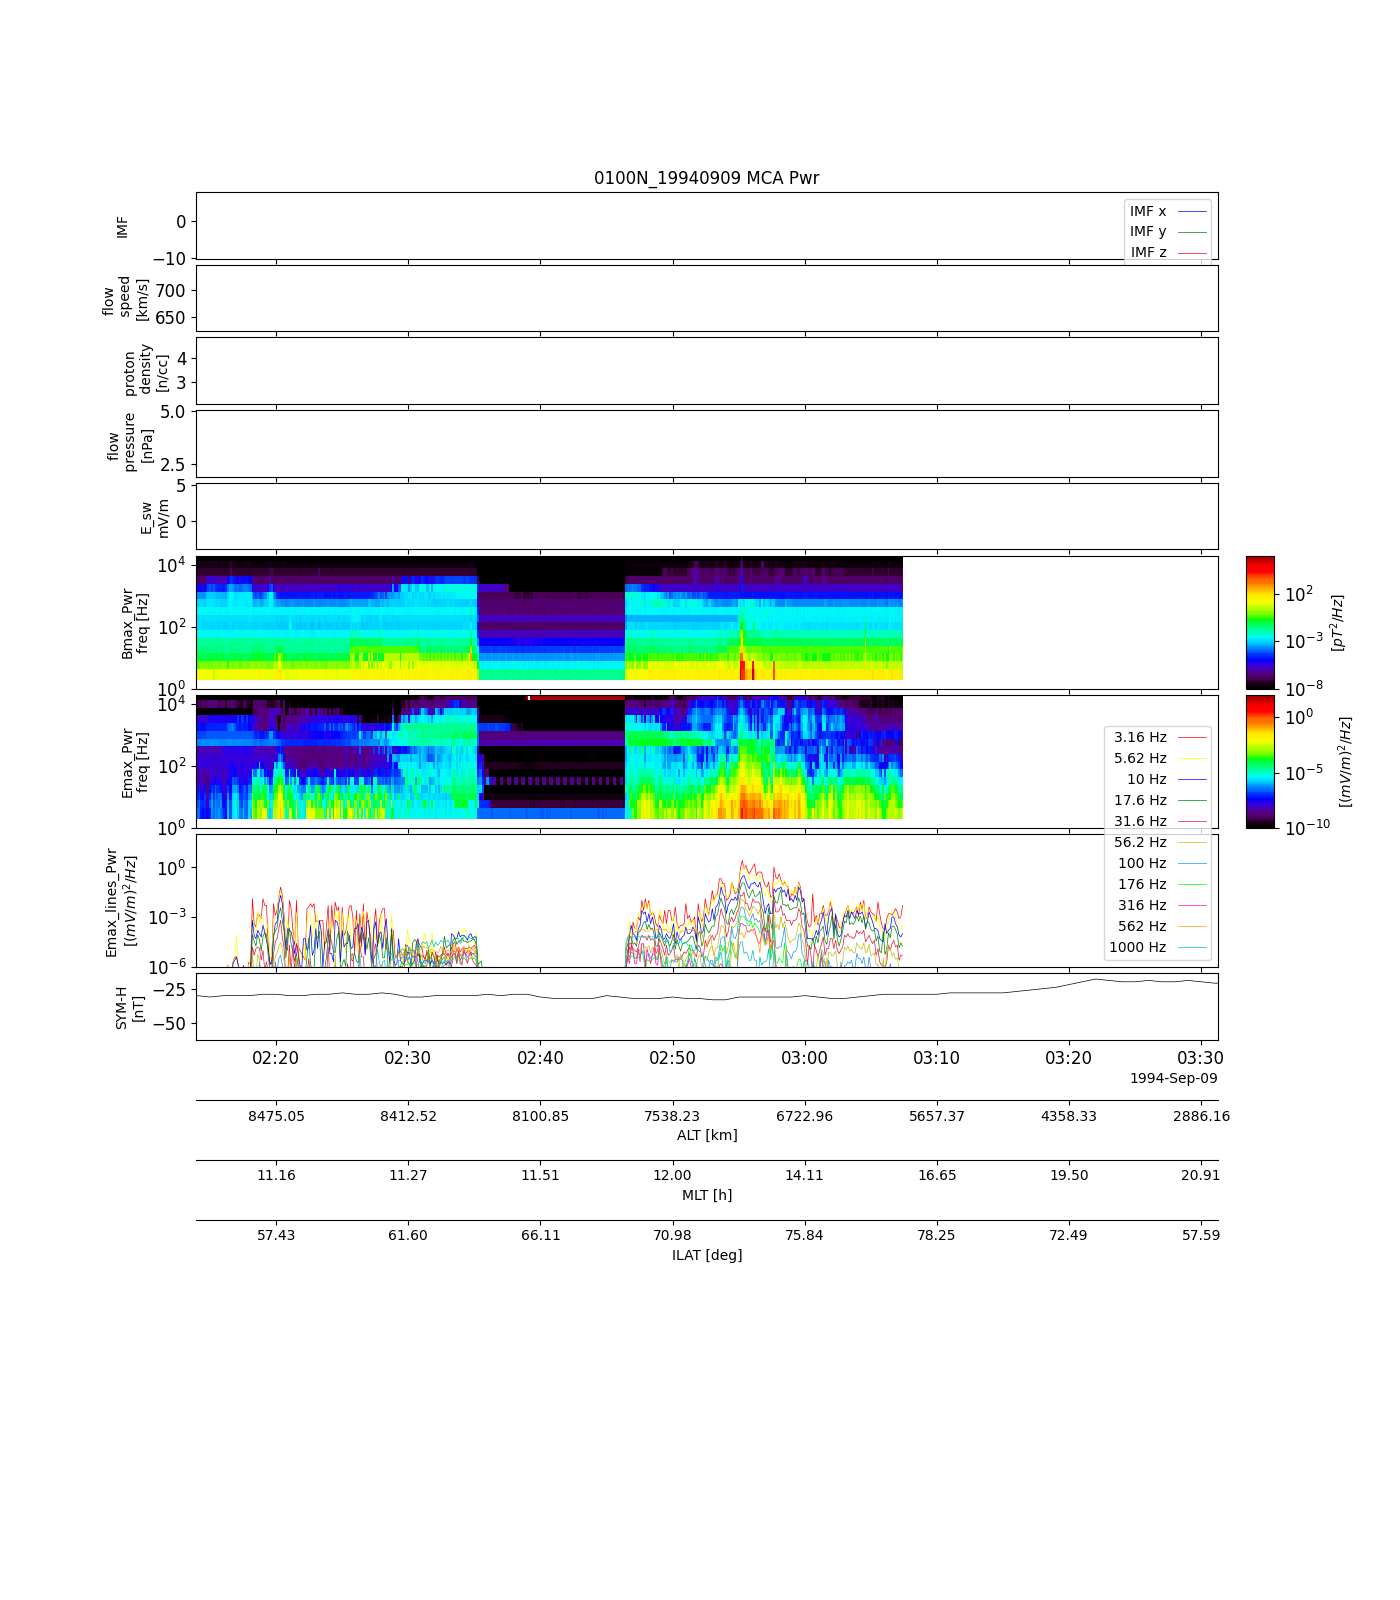 0100N_19940909 MCA Pwr
IMF
0
−10
IMF x
IMF y
IMF z
flow
speed
[km/s]
700
650
proton
density
[n/cc]
4
3
flow
pressure
[nPa]
5.0
2.5
E_sw
mV/m
5
0
Bmax_Pwr
freq [Hz]
10^4
10^2
10^0
10^2
10^−3
10^−8
[pT^2/Hz]
Emax_Pwr
freq [Hz]
10^4
10^2
10^0
10^0
10^−5
10^−10
[(mV/m)^2/Hz]
3.16 Hz
5.62 Hz
10 Hz
17.6 Hz
31.6 Hz
56.2 Hz
100 Hz
176 Hz
316 Hz
562 Hz
1000 Hz
Emax_lines_Pwr
[(mV/m)^2/Hz]
10^0
10^−3
10^−6
SYM-H
[nT]
−25
−50
02:20 02:30 02:40 02:50 03:00 03:10 03:20 03:30
1994-Sep-09
8475.05 8412.52 8100.85 7538.23 6722.96 5657.37 4358.33 2886.16
ALT [km]
11.16 11.27 11.51 12.00 14.11 16.65 19.50 20.91
MLT [h]
57.43 61.60 66.11 70.98 75.84 78.25 72.49 57.59
ILAT [deg]